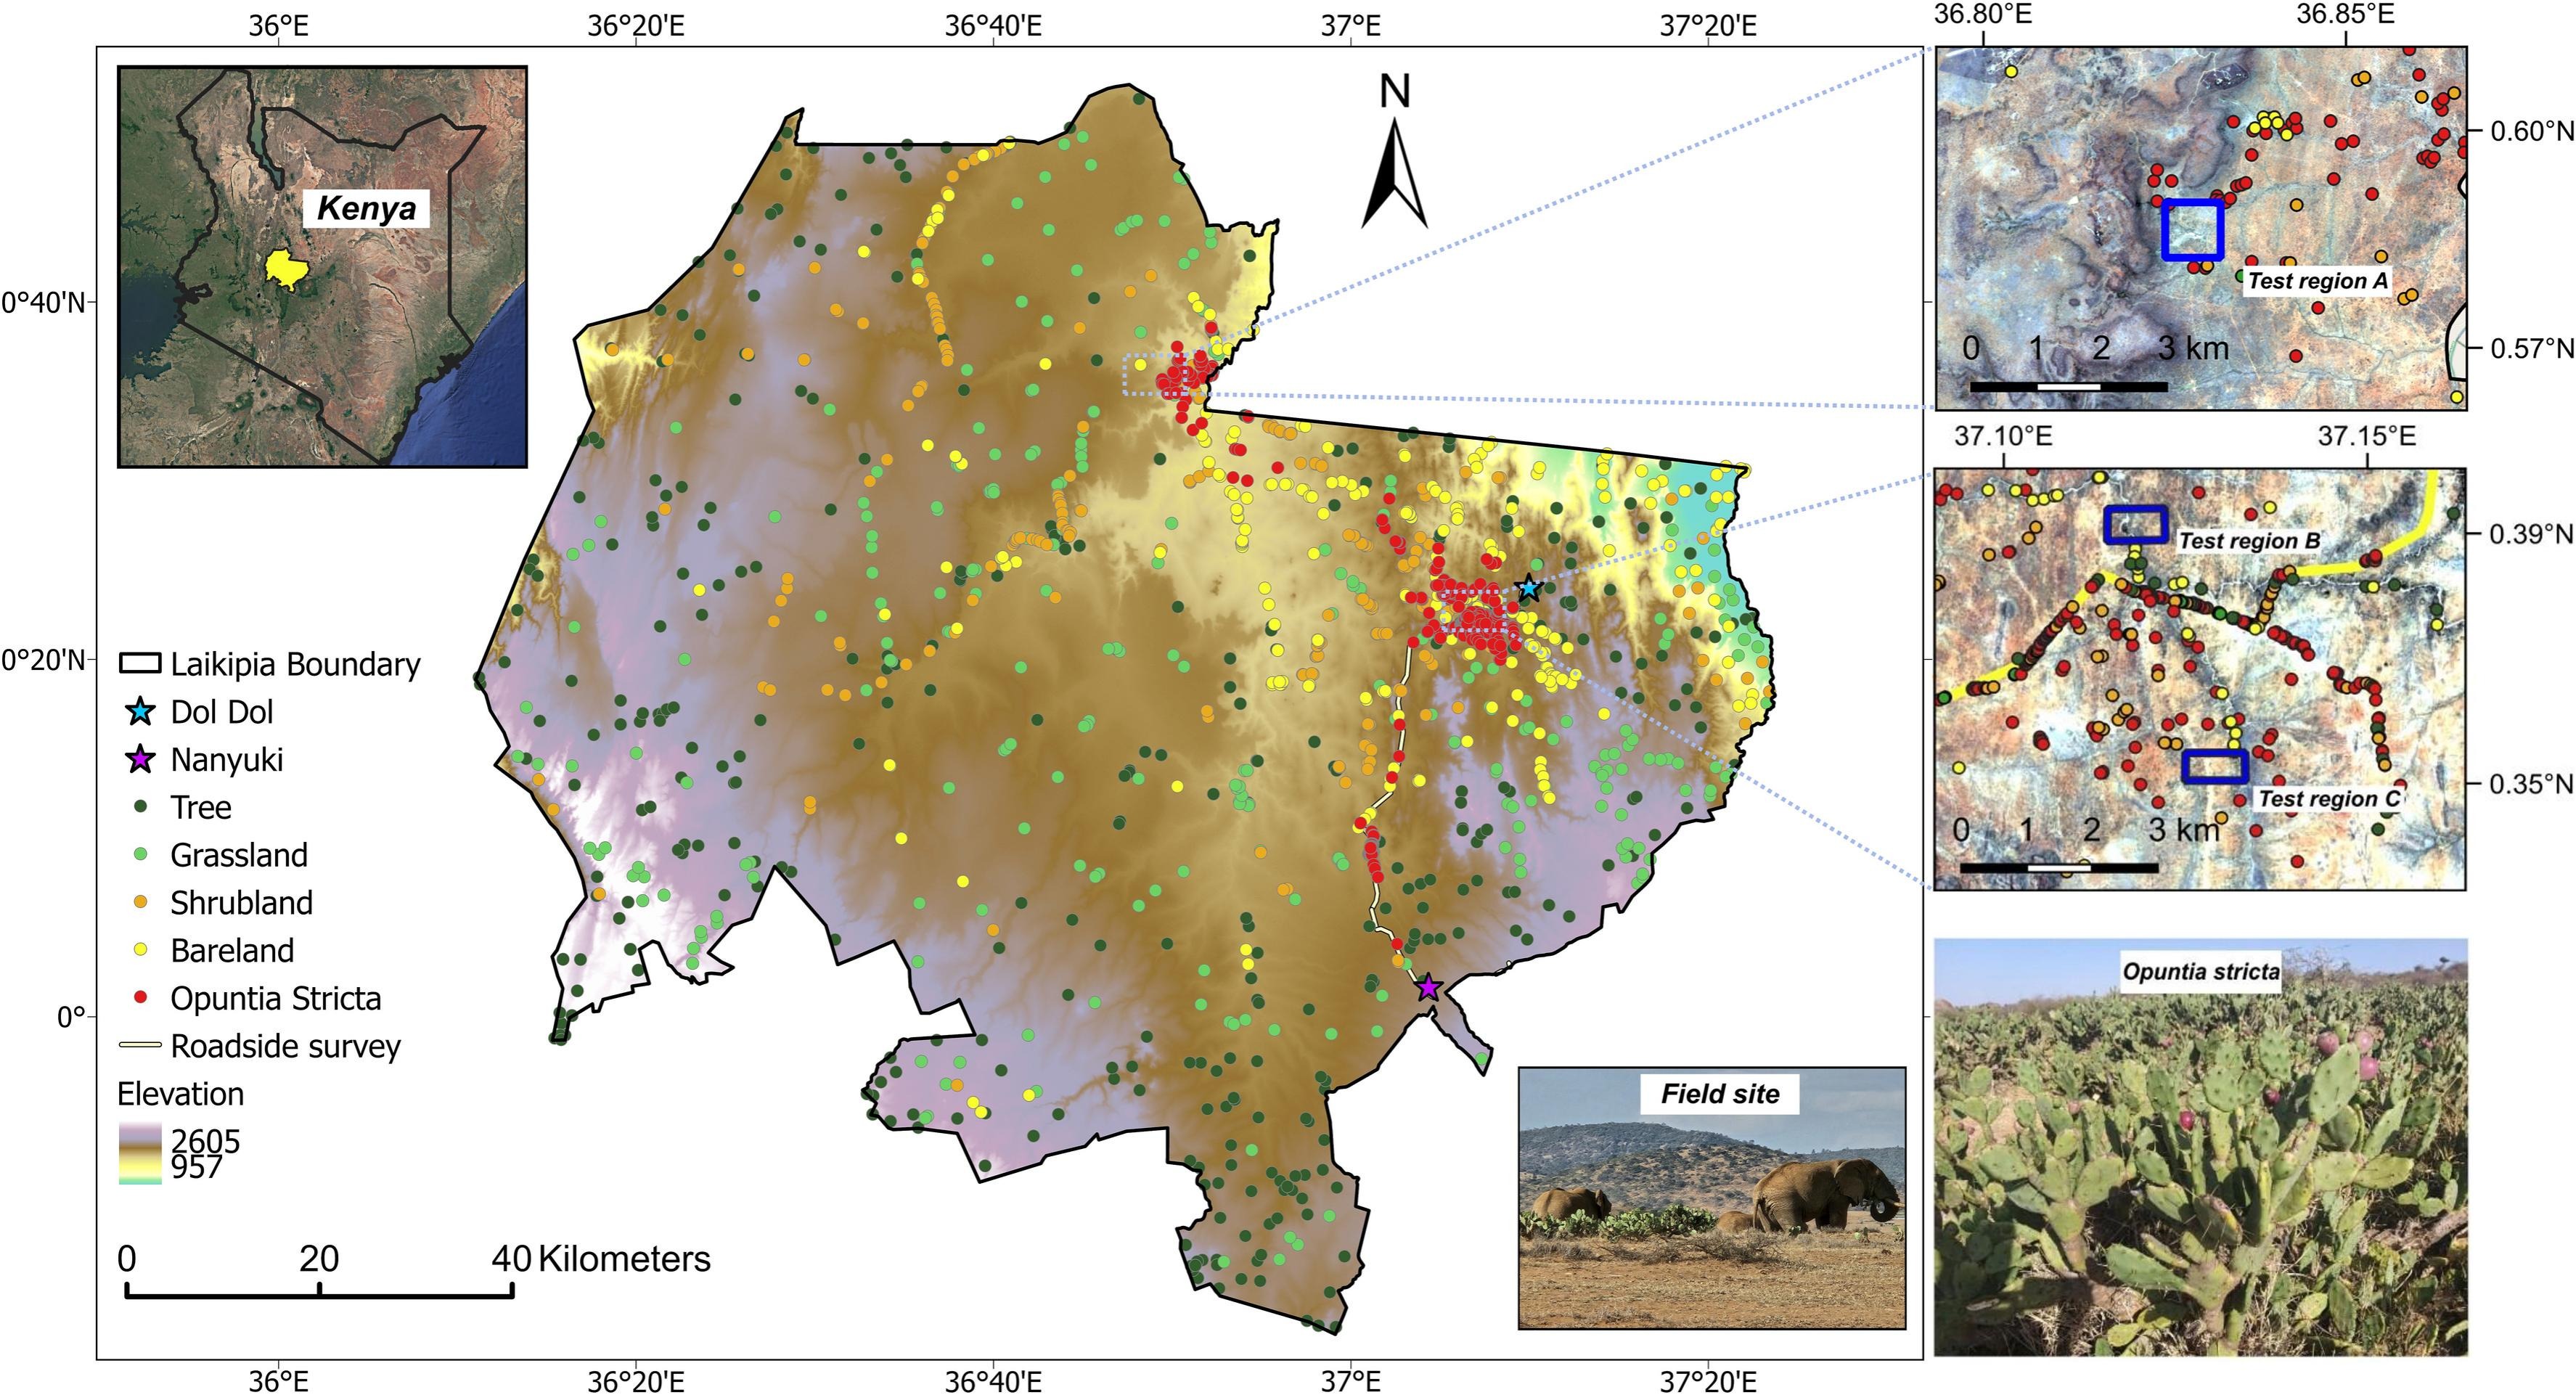 36°E 36°20'E 36°40'E 37°E 37°20'E
36.80°E 36.85°E
N
Kenya
0.60°N
Test region A
0 1 2 3 km
0.57°N
0°40'N
37.10°E 37.15°E
0.39°N
Test region B
0°20'N
0.35°N
Test region C
0 1 2 3 km
Laikipia Boundary
Dol Dol
Nanyuki
Tree
Grassland
Shrubland
Bareland
Opuntia Stricta
Roadside survey
0°
Elevation
2605
957
0 20 40 Kilometers
Opuntia stricta
Field site
36°E 36°20'E 36°40'E 37°E 37°20'E